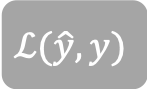 ℒ(ŷ, y)